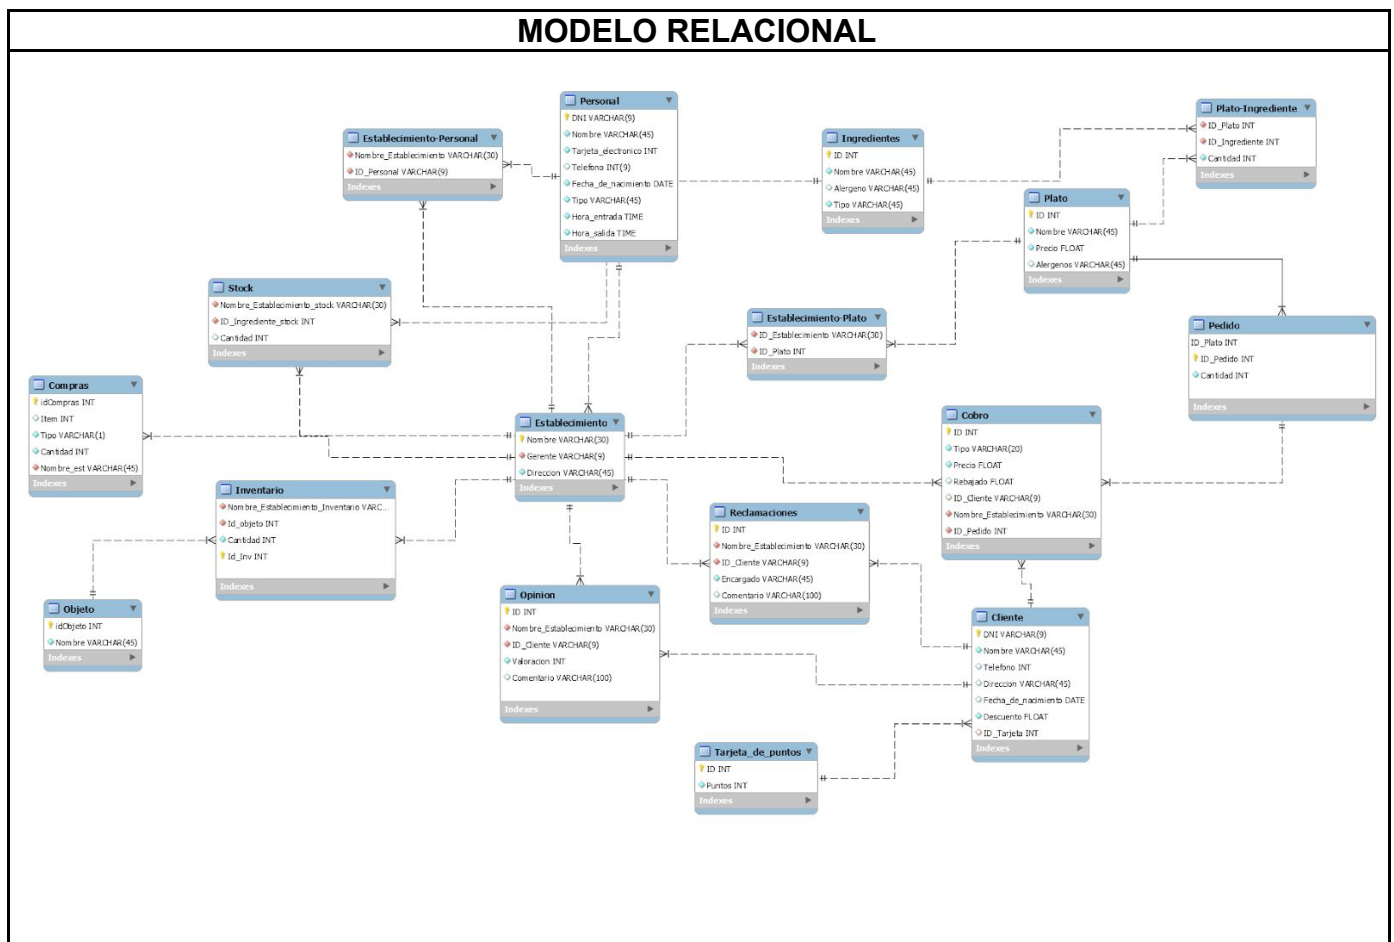 MODELO RELACIONAL
Personal
DNI VARCHAR(9)
Nombre VARCHAR(45)
Tarjeta_electronico INT
Telefono INT(9)
Fecha_de_nacimiento DATE
Tipo VARCHAR(45)
Hora_entrada TIME
Hora_salida TIME
Indexes
Establecimiento-Personal
Nombre_Establecimiento VARCHAR(30)
ID_Personal VARCHAR(9)
Indexes
Ingredientes
ID INT
Nombre VARCHAR(45)
Alergeno VARCHAR(45)
Tipo VARCHAR(45)
Indexes
Plato-Ingrediente
ID_Plato INT
ID_Ingrediente INT
Cantidad INT
Indexes
Plato
ID INT
Nombre VARCHAR(45)
Precio FLOAT
Alergenos VARCHAR(45)
Indexes
Stock
Nombre_Establecimiento_stock VARCHAR(30)
ID_Ingrediente_stock INT
Cantidad INT
Indexes
Establecimiento-Plato
ID_Establecimiento VARCHAR(30)
ID_Plato INT
Indexes
Pedido
ID_Plato INT
ID_Pedido INT
Cantidad INT
Indexes
Compras
idCompras INT
Item INT
Tipo VARCHAR(1)
Cantidad INT
Nombre_est VARCHAR(45)
Indexes
Establecimiento
Nombre VARCHAR(30)
Gerente VARCHAR(9)
Direccion VARCHAR(45)
Indexes
Cobro
ID INT
Tipo VARCHAR(20)
Precio FLOAT
Rebajado FLOAT
ID_Cliente VARCHAR(9)
Nombre_Establecimiento VARCHAR(30)
ID_Pedido INT
Indexes
Inventario
Nombre_Establecimiento_Inventario VARC...
Id_objeto INT
Cantidad INT
Id_Inv INT
Indexes
Reclamaciones
ID INT
Nombre_Establecimiento VARCHAR(30)
ID_Cliente VARCHAR(9)
Encargado VARCHAR(45)
Comentario VARCHAR(100)
Indexes
Objeto
idObjeto INT
Nombre VARCHAR(45)
Indexes
Opinion
ID INT
Nombre_Establecimiento VARCHAR(30)
ID_Cliente VARCHAR(9)
Valoracion INT
Comentario VARCHAR(100)
Indexes
Cliente
DNI VARCHAR(9)
Nombre VARCHAR(45)
Telefono INT
Direccion VARCHAR(45)
Fecha_de_nacimiento DATE
Descuento FLOAT
ID_Tarjeta INT
Indexes
Tarjeta_de_puntos
ID INT
Puntos INT
Indexes